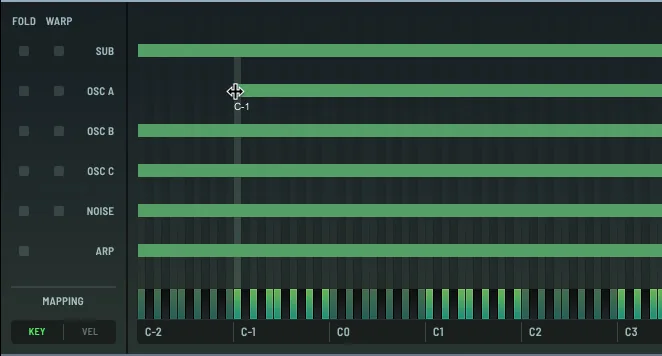 FOLD WARP
SUB
OSC A
C-1
OSC B
OSC C
NOISE
ARP
MAPPING
KEY VEL
C-2 C-1 C0 C1 C2 C3